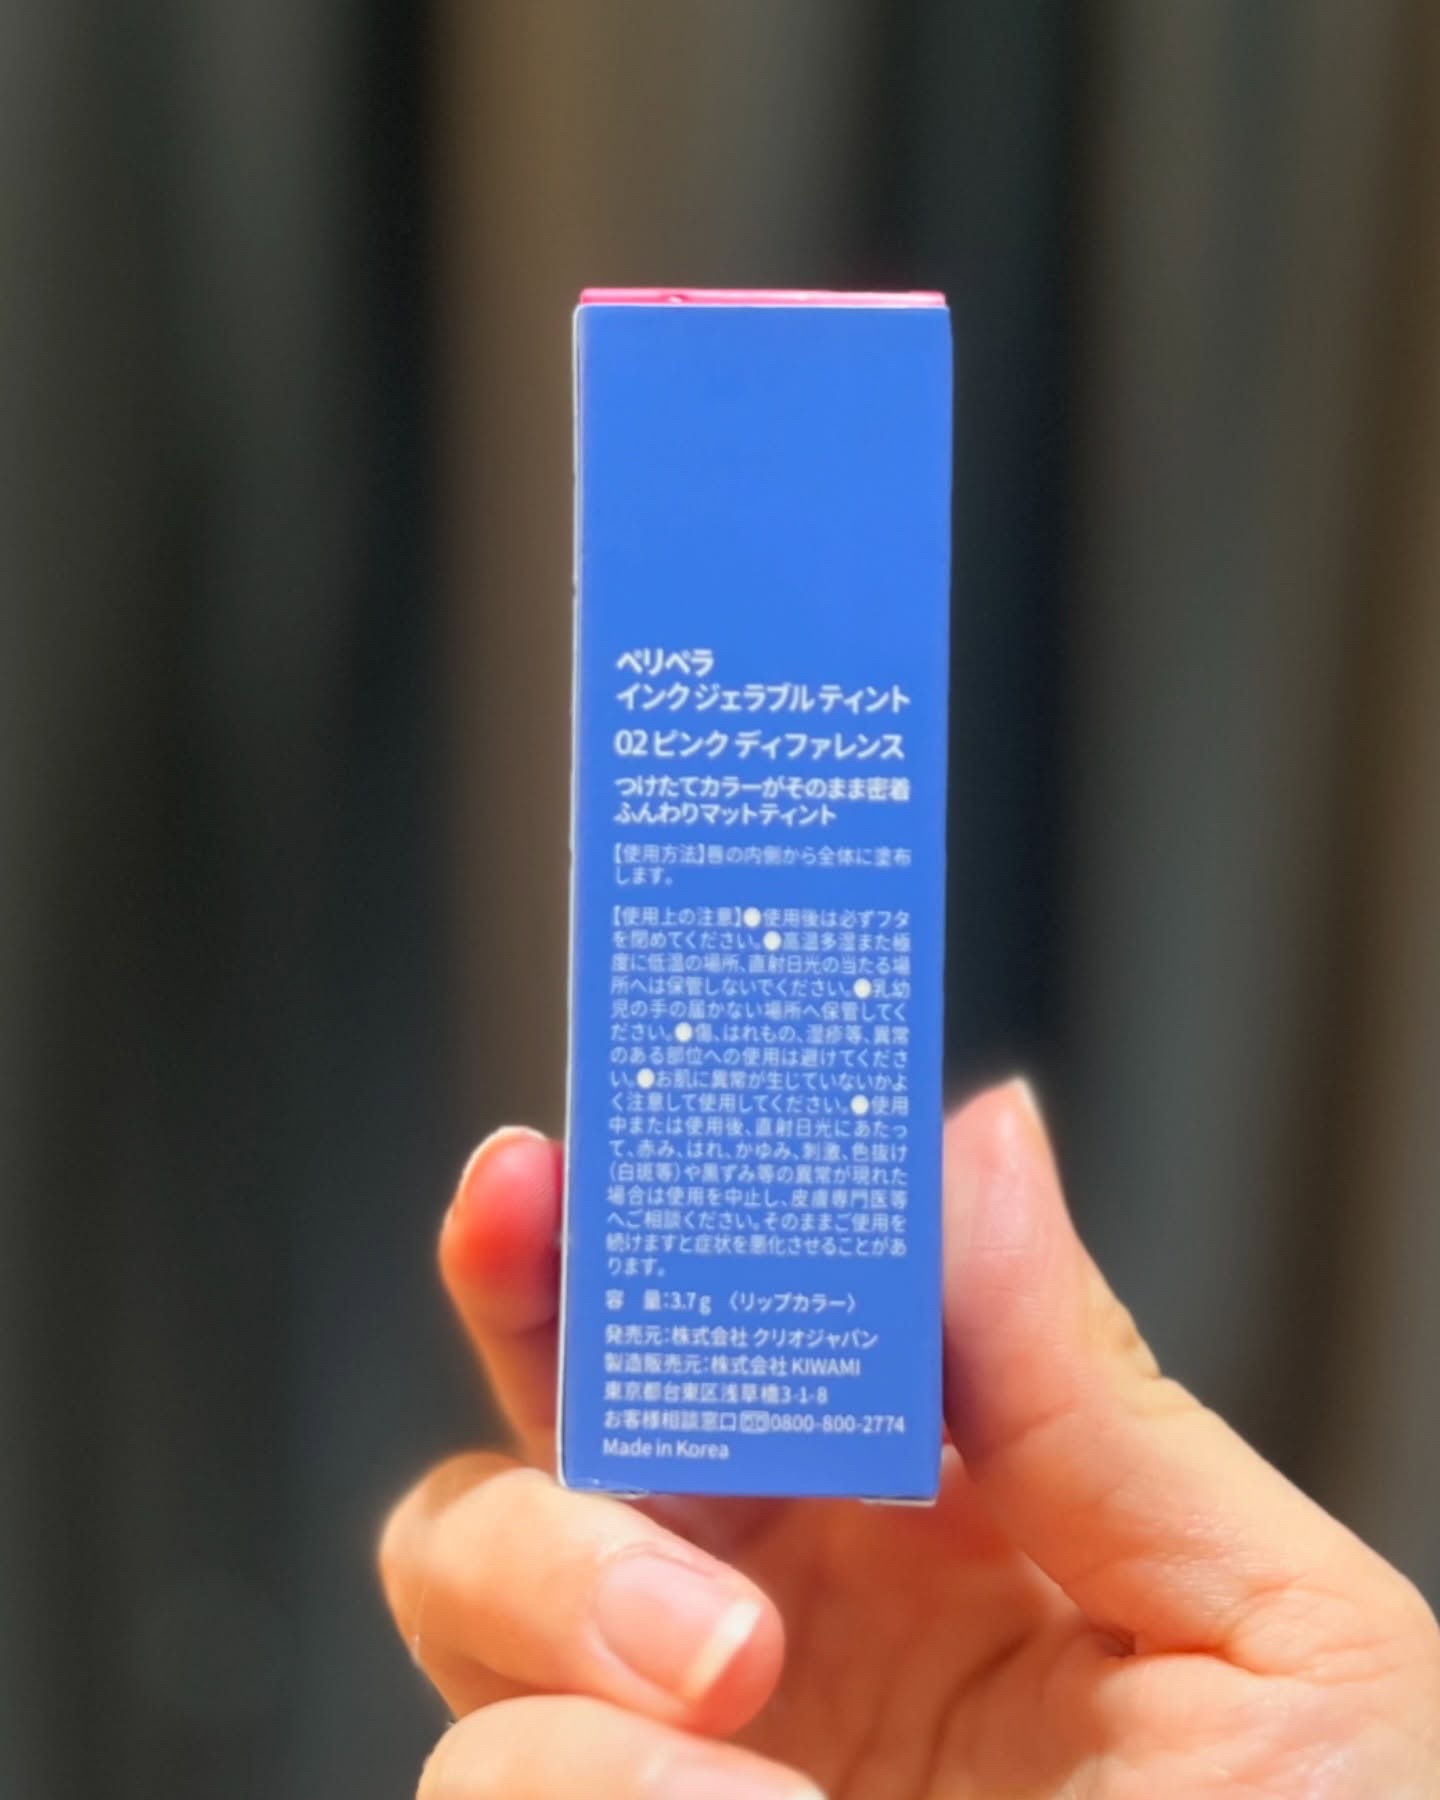 ペリペラ
インク ジェラブル ティント
02 ピンク ディファレンス
つけたてカラーがそのまま密着
ふんわりマットティント
【使用方法】唇の内側から全体に塗布
します。
【使用上の注意】●使用後は必ずフタ
を閉めてください。●高温多湿また極
度に低温の場所、直射日光の当たる場
所へは保管しないでください。●乳幼
児の手の届かない場所へ保管してく
ださい。●傷、はれもの、湿疹等、異常
のある部位への使用は避けてくださ
い。●お肌に異常が生じていないかよ
く注意して使用してください。●使用
中または使用後、直射日光にあたっ
て、赤み、はれ、かゆみ、刺激、色抜け
（白斑等）や黒ずみ等の異常が現れた
場合は使用を中止し、皮膚専門医等
へご相談ください。そのままご使用を
続けますと症状を悪化させることがあ
ります。
容　量：3.7g 〈リップカラー〉
発売元：株式会社 クリオジャパン
製造販売元：株式会社 KIWAMI
東京都台東区浅草橋3-1-8
お客様相談窓口 0800-800-2774
Made in Korea